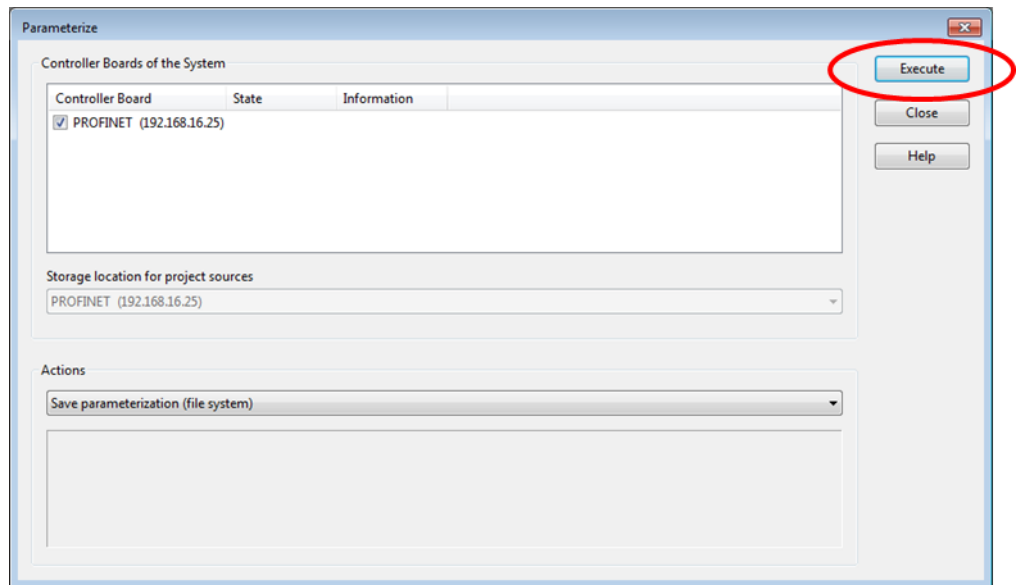 Parameterize
Controller Boards of the System
Controller Board State Information
PROFINET (192.168.16.25)
Storage location for project sources
PROFINET (192.168.16.25)
Actions
Save parameterization (file system)
Execute
Close
Help